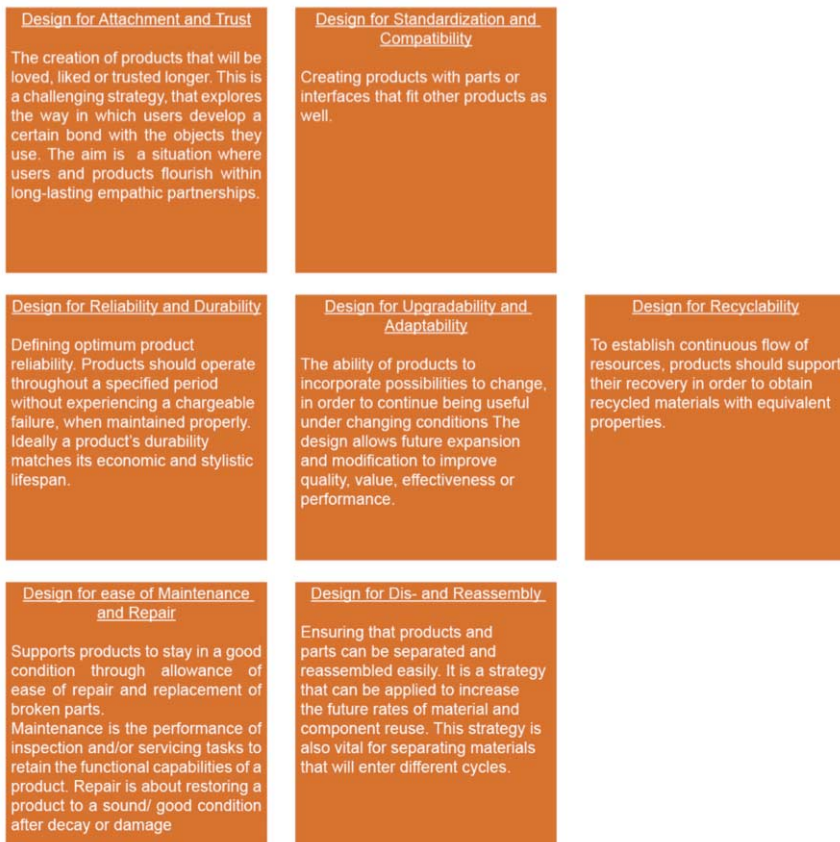 Design for Attachment and Trust
The creation of products that will be
loved, liked or trusted longer. This is
a challenging strategy, that explores
the way in which users develop a
certain bond with the objects they
use. The aim is a situation where
users and products flourish within
long-lasting empathic partnerships.
Design for Standardization and
Compatibility
Creating products with parts or
interfaces that fit other products as
well.
Design for Reliability and Durability
Defining optimum product
reliability. Products should operate
throughout a specified period
without experiencing a chargeable
failure, when maintained properly.
Ideally a product's durability
matches its economic and stylistic
lifespan.
Design for Upgradability and
Adaptability
The ability of products to
incorporate possibilities to change,
in order to continue being useful
under changing conditions The
design allows future expansion
and modification to improve
quality, value, effectiveness or
performance.
Design for Recyclability
To establish continuous flow of
resources, products should support
their recovery in order to obtain
recycled materials with equivalent
properties.
Design for ease of Maintenance
and Repair
Supports products to stay in a good
condition through allowance of
ease of repair and replacement of
broken parts.
Maintenance is the performance of
inspection and/or servicing tasks to
retain the functional capabilities of a
product. Repair is about restoring a
product to a sound/ good condition
after decay or damage
Design for Dis- and Reassembly
Ensuring that products and
parts can be separated and
reassembled easily. It is a strategy
that can be applied to increase
the future rates of material and
component reuse. This strategy is
also vital for separating materials
that will enter different cycles.